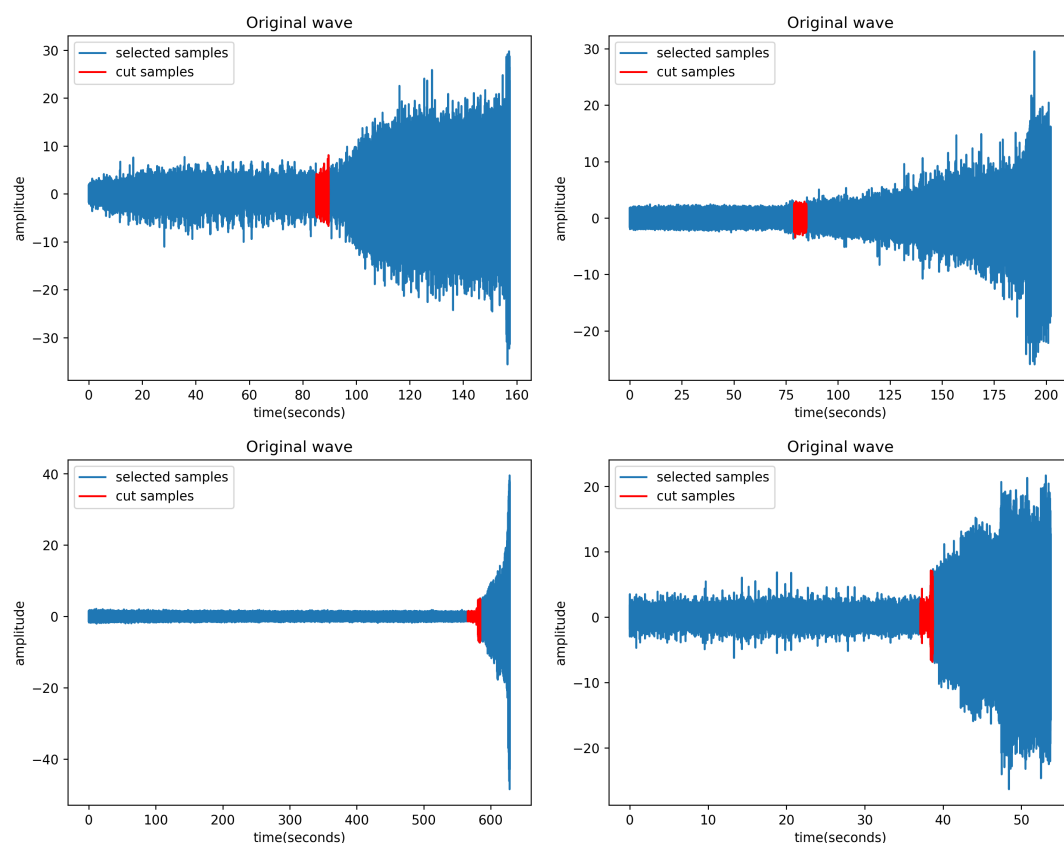 Original wave
selected samples
cut samples
amplitude
30
20
10
0
−10
−20
−30
0 20 40 60 80 100 120 140 160
time(seconds)
Original wave
selected samples
cut samples
amplitude
30
20
10
0
−10
−20
0 25 50 75 100 125 150 175 200
time(seconds)
Original wave
selected samples
cut samples
amplitude
40
20
0
−20
−40
0 100 200 300 400 500 600
time(seconds)
Original wave
selected samples
cut samples
amplitude
20
10
0
−10
−20
0 10 20 30 40 50
time(seconds)